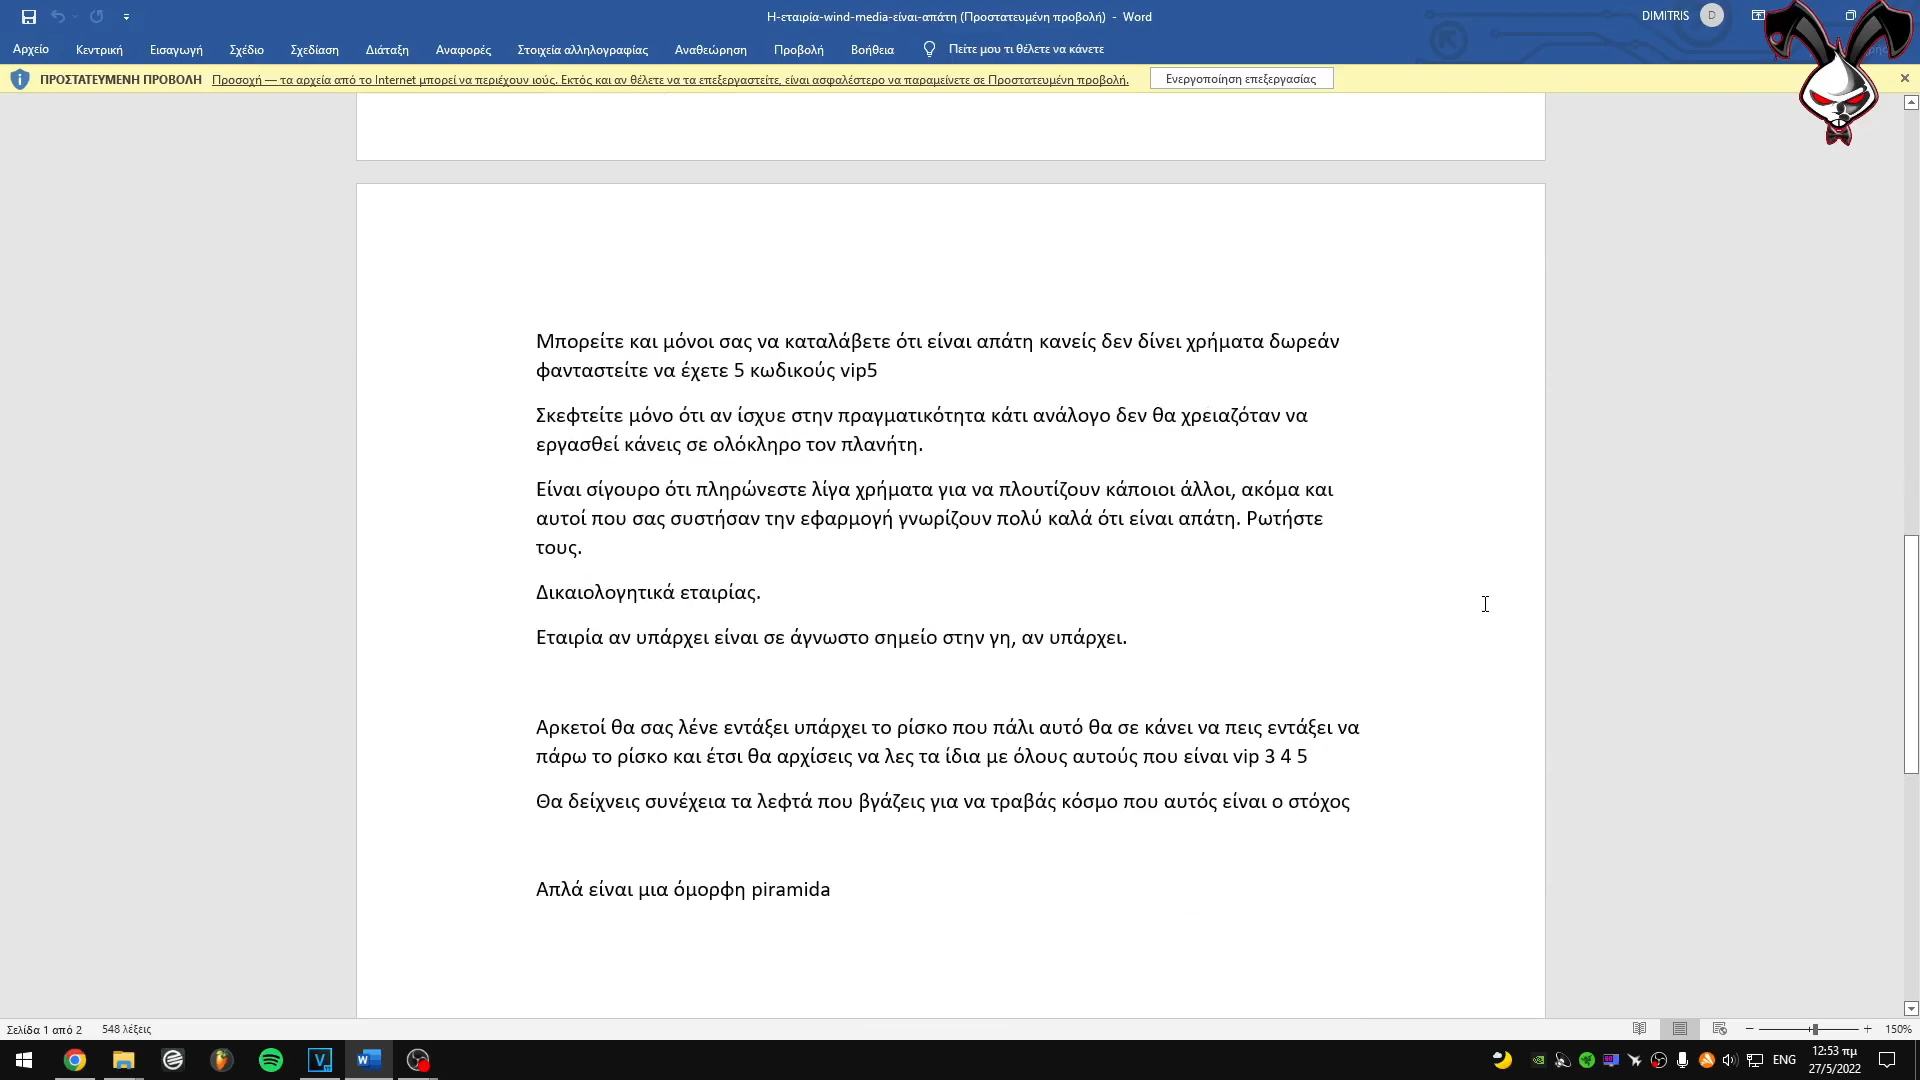 Η-εταιρία-wind-media-είναι-απάτη (Προστατευμένη προβολή) - Word
DIMITRIS
D
Αρχείο Κεντρική Εισαγωγή Σχέδιο Σχεδίαση Διάταξη Αναφορές Στοιχεία αλληλογραφίας Αναθεώρηση Προβολή Βοήθεια Πείτε μου τι θέλετε να κάνετε
ΠΡΟΣΤΑΤΕΥΜΕΝΗ ΠΡΟΒΟΛΗ Προσοχή — τα αρχεία από το Internet μπορεί να περιέχουν ιούς. Εκτός και αν θέλετε να τα επεξεργαστείτε, είναι ασφαλέστερο να παραμείνετε σε Προστατευμένη προβολή. Ενεργοποίηση επεξεργασίας
Μπορείτε και μόνοι σας να καταλάβετε ότι είναι απάτη κανείς δεν δίνει χρήματα δωρεάν
φανταστείτε να έχετε 5 κωδικούς vip5
Σκεφτείτε μόνο ότι αν ίσχυε στην πραγματικότητα κάτι ανάλογο δεν θα χρειαζόταν να
εργασθεί κάνεις σε ολόκληρο τον πλανήτη.
Είναι σίγουρο ότι πληρώνεστε λίγα χρήματα για να πλουτίζουν κάποιοι άλλοι, ακόμα και
αυτοί που σας συστήσαν την εφαρμογή γνωρίζουν πολύ καλά ότι είναι απάτη. Ρωτήστε
τους.
Δικαιολογητικά εταιρίας.
Εταιρία αν υπάρχει είναι σε άγνωστο σημείο στην γη, αν υπάρχει.
Αρκετοί θα σας λένε εντάξει υπάρχει το ρίσκο που πάλι αυτό θα σε κάνει να πεις εντάξει να
πάρω το ρίσκο και έτσι θα αρχίσεις να λες τα ίδια με όλους αυτούς που είναι vip 3 4 5
Θα δείχνεις συνέχεια τα λεφτά που βγάζεις για να τραβάς κόσμο που αυτός είναι ο στόχος
Απλά είναι μια όμορφη piramida
Σελίδα 1 από 2 548 λέξεις
150%
ENG
12:53 πμ
27/5/2022